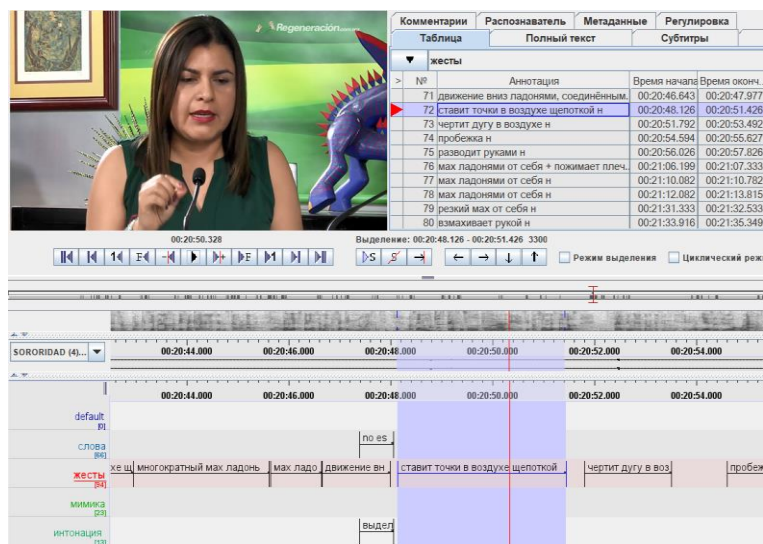 Regeneración.com.mx
Комментарии Распознаватель Метаданные Регулировка
Таблица Полный текст Субтитры
жесты
> № Аннотация Время начала Время оконч...
71 движение вниз ладонями, соединённым... 00:20:46.643 00:20:47.977
72 ставит точки в воздухе щепоткой н 00:20:48.126 00:20:51.426
73 чертит дугу в воздухе н 00:20:51.792 00:20:53.492
74 пробежка н 00:20:54.594 00:20:55.627
75 разводит руками н 00:20:56.026 00:20:57.826
76 мах ладонями от себя + пожимает плеч... 00:21:06.199 00:21:07.333
77 мах ладонями от себя н 00:21:10.082 00:21:10.782
78 мах ладонями от себя н 00:21:12.082 00:21:13.815
79 резкий мах от себя н 00:21:31.333 00:21:32.533
80 взмахивает рукой н 00:21:33.916 00:21:35.349
00:20:50.328 Выделение: 00:20:48.126 - 00:20:51.426 3300
1 F F 1 S S Режим выделения Циклический режи
SORORIDAD (4)... 00:20:44.000 00:20:46.000 00:20:48.000 00:20:50.000 00:20:52.000 00:20:54.000
00:20:44.000 00:20:46.000 00:20:48.000 00:20:50.000 00:20:52.000 00:20:54.000
default
[0]
слова no es
[66]
жесты хе щ многократный мах ладонь мах ладо движение вн ставит точки в воздухе щепоткой чертит дугу в воз пробеж
[94]
мимика
[23]
интонация выдел
[13]